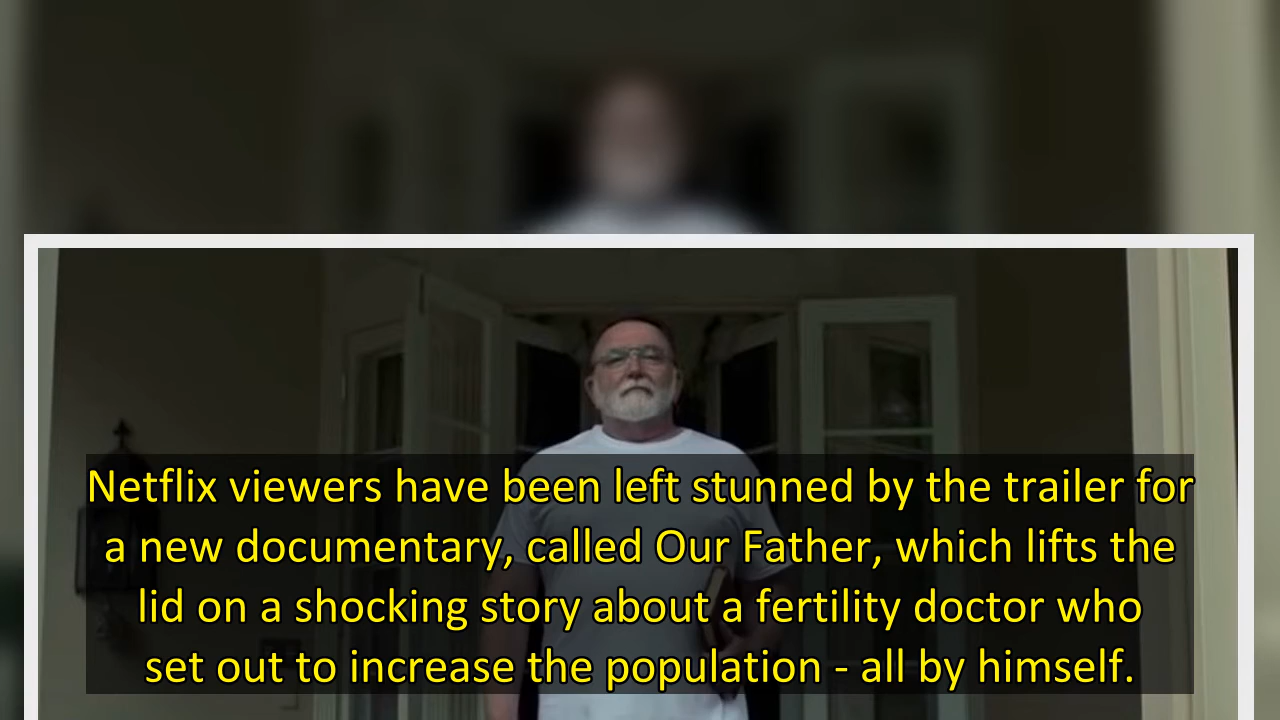 Netflix viewers have been left stunned by the trailer for
a new documentary, called Our Father, which lifts the
lid on a shocking story about a fertility doctor who
set out to increase the population - all by himself.